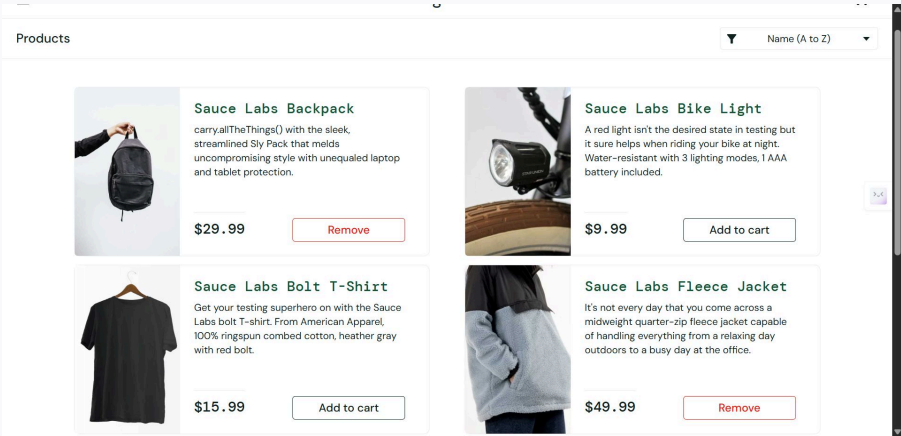 Products
Name (A to Z)
Sauce Labs Backpack
carry.allTheThings() with the sleek,
streamlined Sly Pack that melds
uncompromising style with unequaled laptop
and tablet protection.
$29.99
Remove
Sauce Labs Bike Light
A red light isn't the desired state in testing but
it sure helps when riding your bike at night.
Water-resistant with 3 lighting modes, 1 AAA
battery included.
$9.99
Add to cart
Sauce Labs Bolt T-Shirt
Get your testing superhero on with the Sauce
Labs bolt T-shirt. From American Apparel,
100% ringspun combed cotton, heather gray
with red bolt.
$15.99
Add to cart
Sauce Labs Fleece Jacket
It's not every day that you come across a
midweight quarter-zip fleece jacket capable
of handling everything from a relaxing day
outdoors to a busy day at the office.
$49.99
Remove